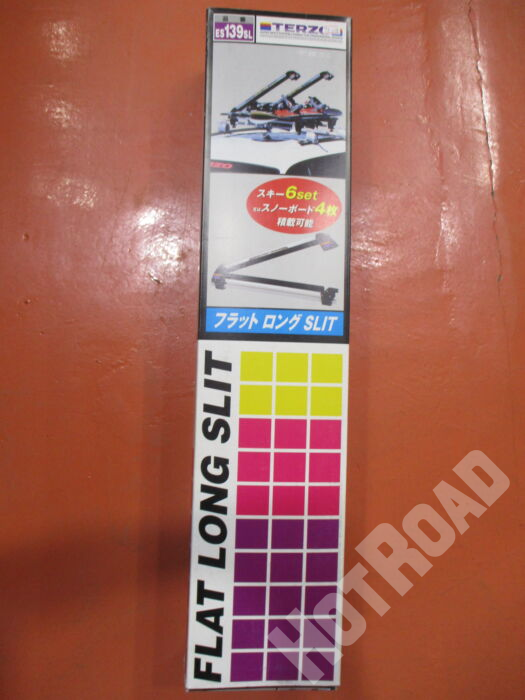 品番
ES139SL
TERZO
スキー6set
又はスノーボード4枚
積載可能
フラット ロング SLIT
FLAT LONG SLIT
HOTROAD